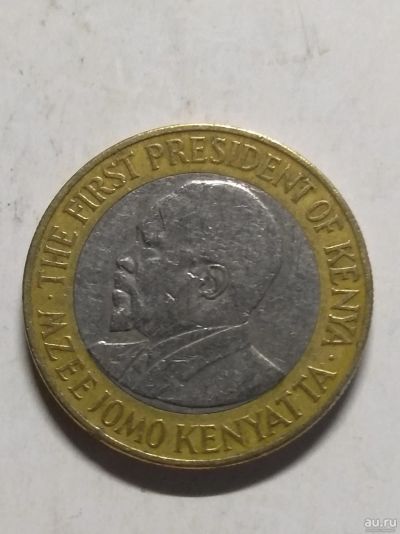 THE FIRST PRESIDENT OF KENYA
MZEE JOMO KENYATTA
au.ru